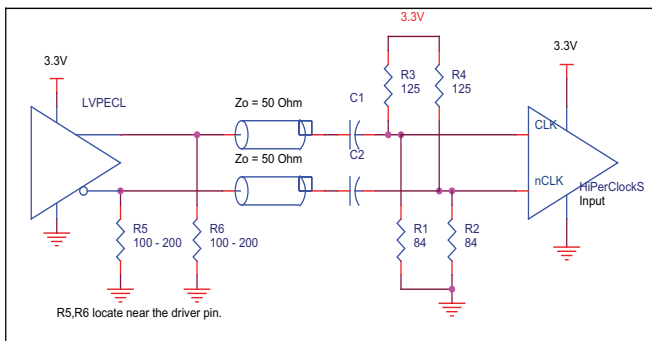 3.3V
3.3V
3.3V
LVPECL
R3
125
R4
125
Zo = 50 Ohm
C1
CLK
Zo = 50 Ohm
C2
nCLK
HiPerClockS
Input
R5
100 - 200
R6
100 - 200
R1
84
R2
84
R5,R6 locate near the driver pin.